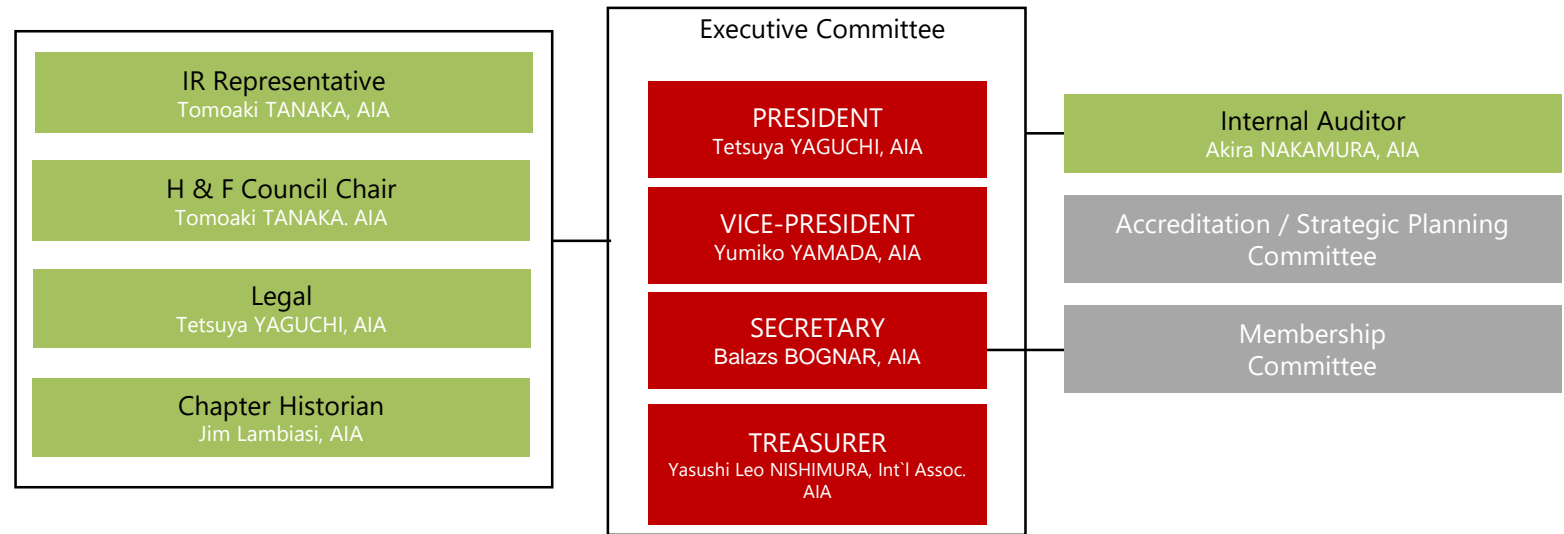 IR Representative
Tomoaki TANAKA, AIA
H & F Council Chair
Tomoaki TANAKA. AIA
Legal
Tetsuya YAGUCHI, AIA
Chapter Historian
Jim Lambiasi, AIA
Executive Committee
PRESIDENT
Tetsuya YAGUCHI, AIA
VICE-PRESIDENT
Yumiko YAMADA, AIA
SECRETARY
Balazs BOGNAR, AIA
TREASURER
Yasushi Leo NISHIMURA, Int`l Assoc.
AIA
Internal Auditor
Akira NAKAMURA, AIA
Accreditation / Strategic Planning
Committee
Membership
Committee